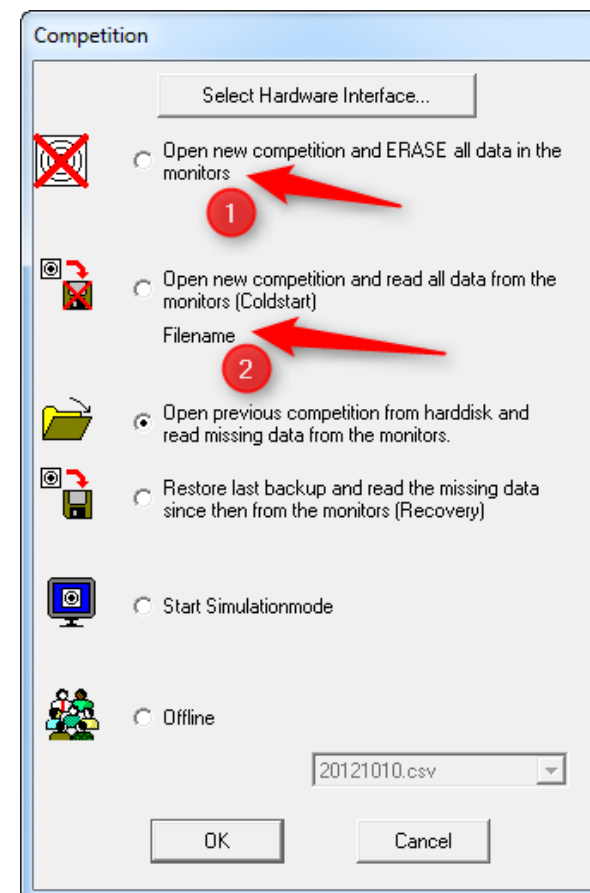 Competition
Select Hardware Interface...
Open new competition and ERASE all data in the
monitors
1
Open new competition and read all data from the
monitors (Coldstart)
Filename
2
Open previous competition from harddisk and
read missing data from the monitors.
Restore last backup and read the missing data
since then from the monitors (Recovery)
Start Simulationmode
Offline
20121010.csv
OK
Cancel